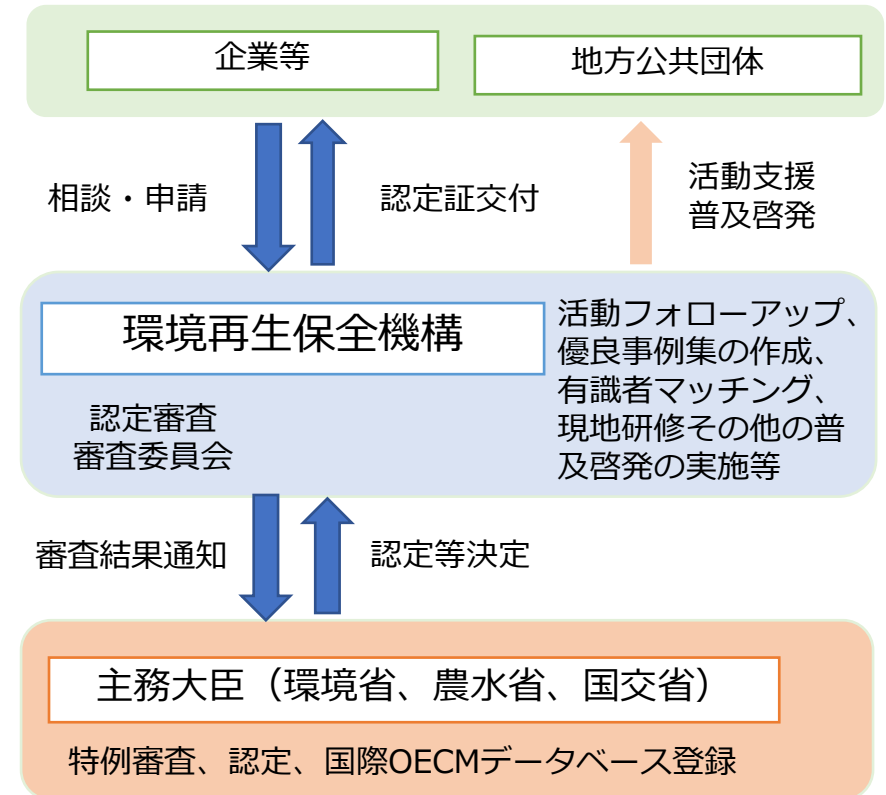 企業等
地方公共団体
相談・申請
認定証交付
活動支援
普及啓発
環境再生保全機構
認定審査
審査委員会
活動フォローアップ、
優良事例集の作成、
有識者マッチング、
現地研修その他の普
及啓発の実施等
審査結果通知
認定等決定
主務大臣（環境省、農水省、国交省）
特例審査、認定、国際OECMデータベース登録